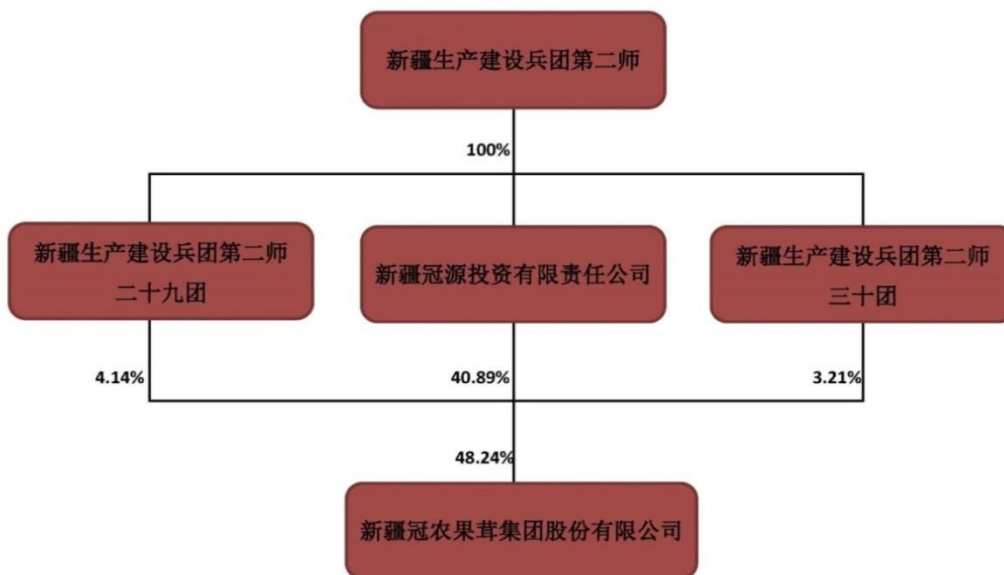 新疆生产建设兵团第二师
100%
新疆生产建设兵团第二师
二十九团
新疆冠源投资有限责任公司
新疆生产建设兵团第二师
三十团
4.14%
40.89%
3.21%
48.24%
新疆冠农果茸集团股份有限公司